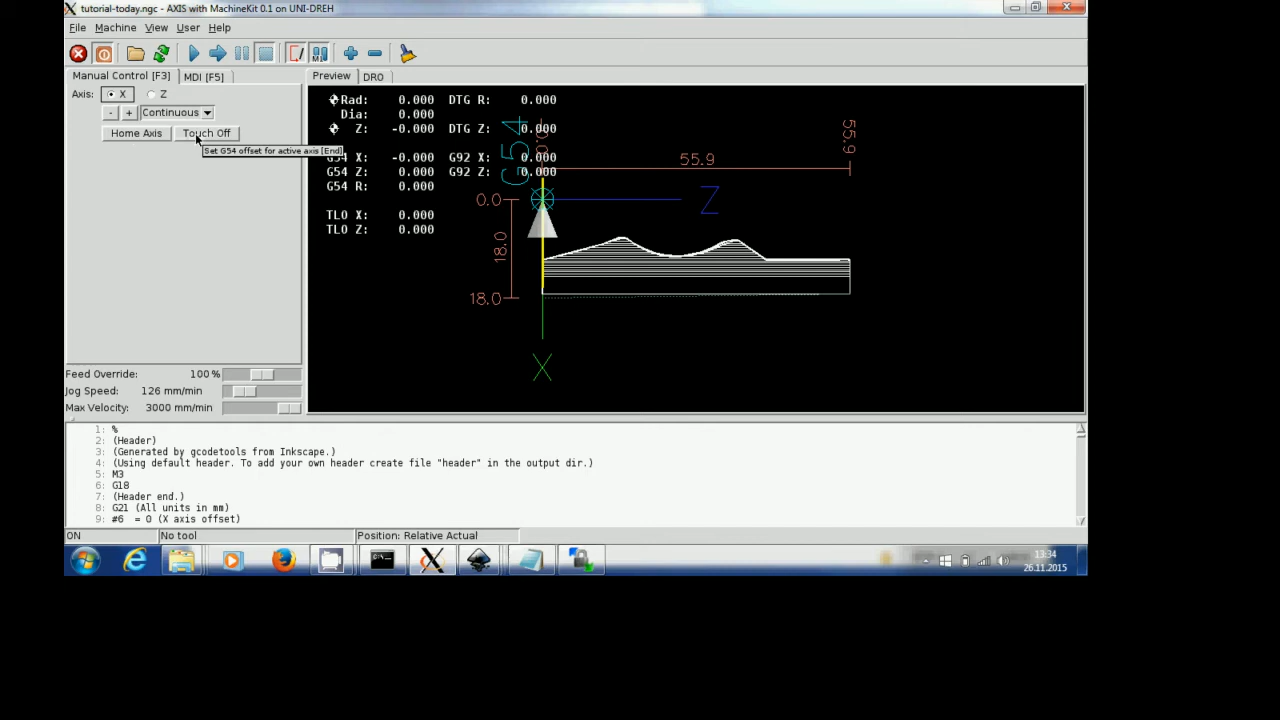 tutorial-today.ngc - AXIS with MachineKit 0.1 on UNI-DREH
File Machine View User Help
Manual Control [F3] MDI [F5] Preview DRO
Axis: X Z
- + Continuous
Home Axis Touch Off
Set G54 offset for active axis [End]
Rad: 0.000 DTG R: 0.000
Dia: 0.000
Z: -0.000 DTG Z: 0.000
G54 X: -0.000 G92 X: 0.000
G54 Z: 0.000 G92 Z: 0.000
G54 R: 0.000
TLO X: 0.000
TLO Z: 0.000
G54
0.0
55.9
55.9
0.0
Z
18.0
18.0
X
Feed Override: 100 %
Jog Speed: 126 mm/min
Max Velocity: 3000 mm/min
1: %
2: (Header)
3: (Generated by gcodetools from Inkscape.)
4: (Using default header. To add your own header create file "header" in the output dir.)
5: M3
6: G18
7: (Header end.)
8: G21 (All units in mm)
9: #6 = 0 (X axis offset)
ON No tool Position: Relative Actual
13:34
26.11.2015